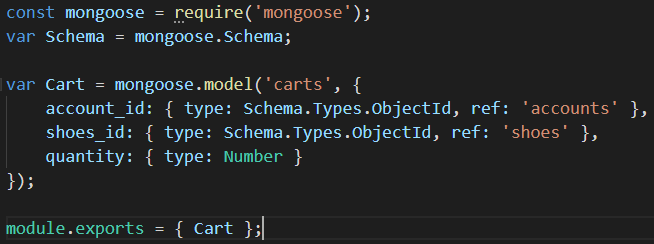 const mongoose = require('mongoose');
var Schema = mongoose.Schema;

var Cart = mongoose.model('carts', {
    account_id: { type: Schema.Types.ObjectId, ref: 'accounts' },
    shoes_id: { type: Schema.Types.ObjectId, ref: 'shoes' },
    quantity: { type: Number }
});

module.exports = { Cart };